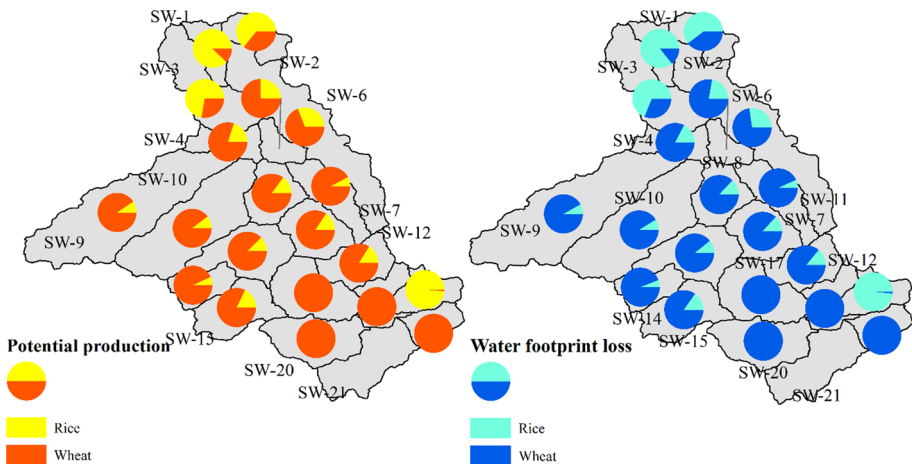 SW-1
SW-2
SW-3
SW-6
SW-4
SW-10
SW-7
SW-12
SW-9
SW-13
SW-20
SW-21
Potential production
Rice
Wheat
SW-1
SW-2
SW-3
SW-6
SW-4
SW-8
SW-10
SW-11
SW-7
SW-9
SW-17
SW-12
SW-14
SW-15
SW-20
SW-21
Water footprint loss
Rice
Wheat